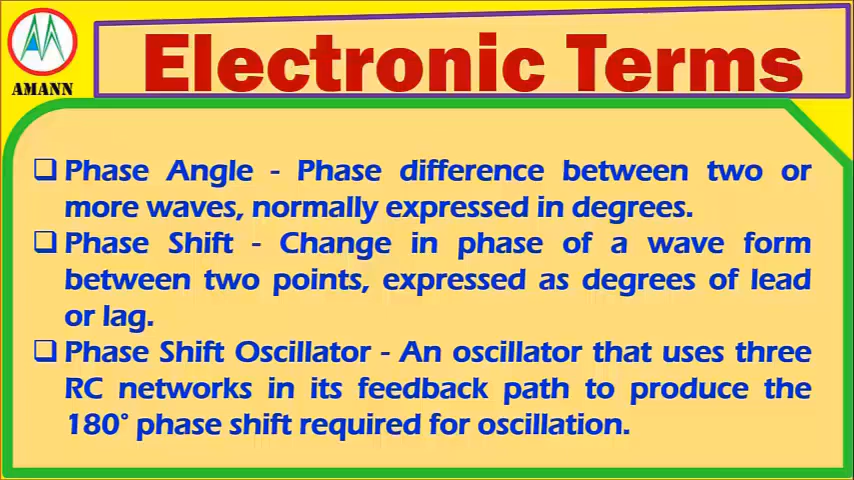 AMANN
Electronic Terms
❑ Phase Angle - Phase difference between two or
more waves, normally expressed in degrees.
❑ Phase Shift - Change in phase of a wave form
between two points, expressed as degrees of lead
or lag.
❑ Phase Shift Oscillator - An oscillator that uses three
RC networks in its feedback path to produce the
180° phase shift required for oscillation.